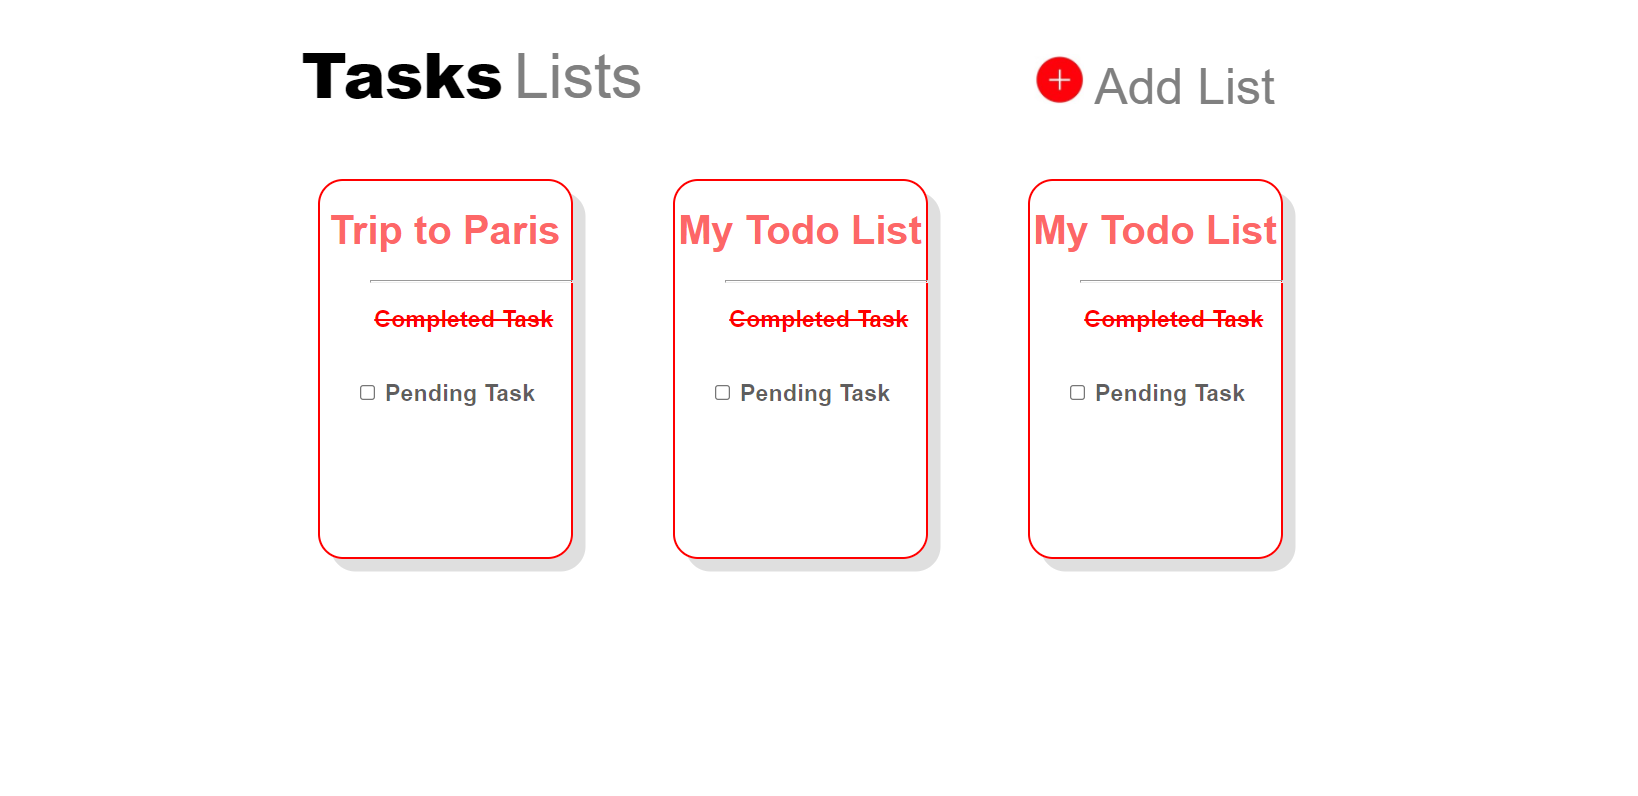 Tasks Lists
Add List
Trip to Paris
Completed Task
Pending Task
My Todo List
Completed Task
Pending Task
My Todo List
Completed Task
Pending Task